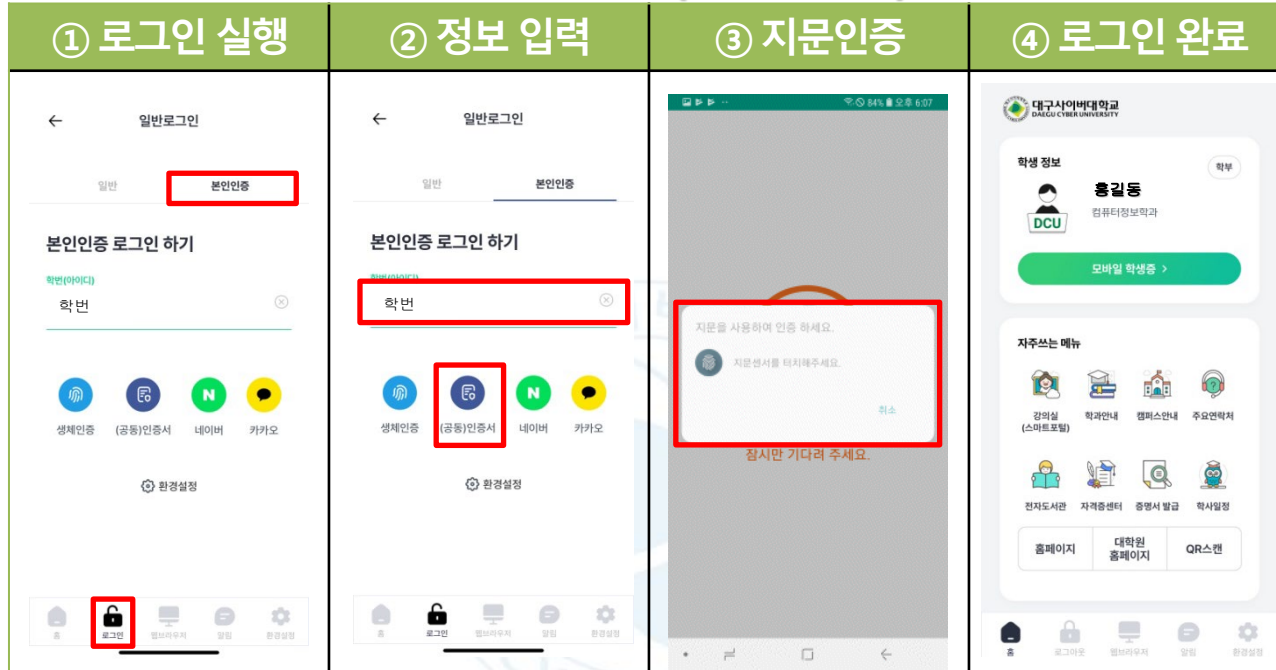 ① 로그인 실행
② 정보 입력
③ 지문인증
④ 로그인 완료
일반로그인
일반
본인인증
본인인증 로그인 하기
학번(아이디)
학번
생체인증
(공동)인증서
N
네이버
카카오
환경설정
홈
로그인
웹브라우저
알림
환경설정
일반로그인
일반
본인인증
본인인증 로그인 하기
학번(아이디)
학번
생체인증
(공동)인증서
N
네이버
카카오
환경설정
홈
로그인
웹브라우저
알림
환경설정
84% 오후 6:07
지문을 사용하여 인증 하세요.
지문센서를 터치해주세요.
취소
잠시만 기다려 주세요.
대구사이버대학교
DAEGU CYBER UNIVERSITY
학생 정보
학부
홍길동
컴퓨터정보학과
DCU
모바일 학생증 >
자주쓰는 메뉴
강의실
(스마트포털)
학과안내
캠퍼스안내
주요연락처
전자도서관
자격증센터
증명서 발급
학사일정
홈페이지
대학원
홈페이지
QR스캔
홈
로그아웃
웹브라우저
알림
환경설정